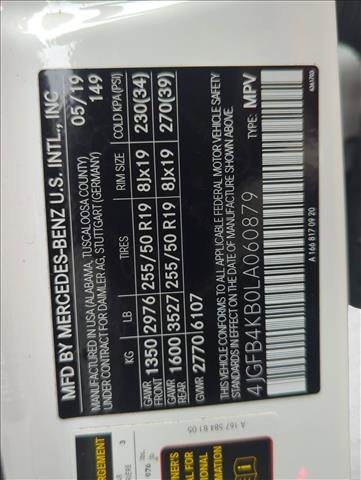 MFD BY MERCEDES-BENZ U.S. INTL., INC
MANUFACTURED IN USA (ALABAMA, TUSCALOOSA COUNTY)
UNDER CONTRACT FOR DAIMLER AG, STUTTGART (GERMANY)
05/19
149
KG LB TIRES RIM SIZE COLD KPA (PSI)
GAWR FRONT 1350 2976 255/50 R19 8Jx19 230(34)
GAWR REAR 1600 3527 255/50 R19 8Jx19 270(39)
GVWR 2770 6107
THIS VEHICLE CONFORMS TO ALL APPLICABLE FEDERAL MOTOR VEHICLE SAFETY
STANDARDS IN EFFECT ON THE DATE OF MANUFACTURE SHOWN ABOVE.
4JGFB4KB0LA060879 TYPE: MPV
A 166 817 09 20
A 167 584 61 05